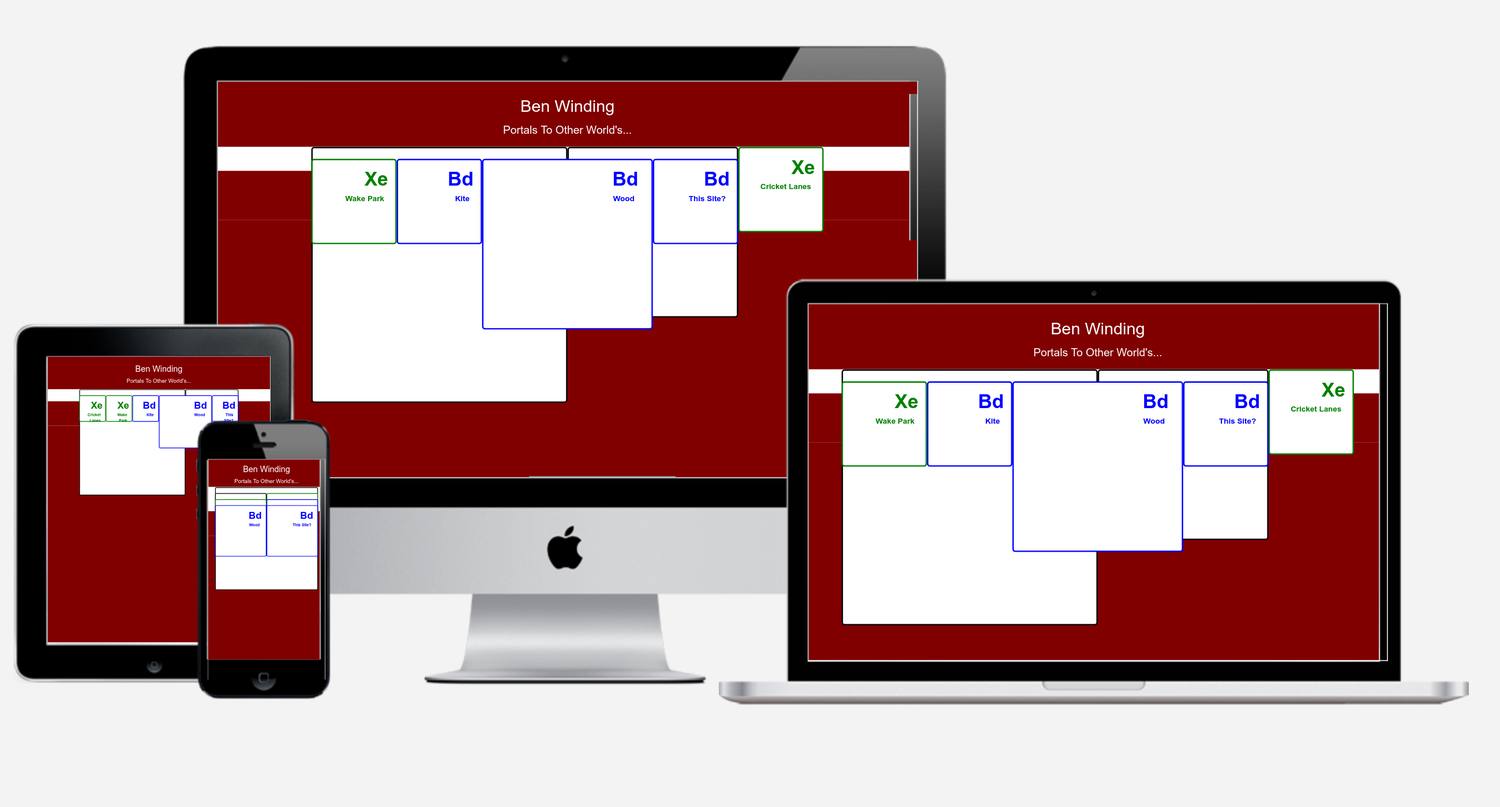 Ben Winding
Portals To Other World's...
Xe
Wake Park
Bd
Kite
Bd
Wood
Bd
This Site?
Xe
Cricket Lanes
Ben Winding
Portals To Other World's...
Xe
Cricket
Lanes
Xe
Wake
Park
Bd
Kite
Bd
Wood
Bd
This
Site?
Ben Winding
Portals To Other World's...
Bd
Wood
Bd
This Site?
Ben Winding
Portals To Other World's...
Xe
Wake Park
Bd
Kite
Bd
Wood
Bd
This Site?
Xe
Cricket Lanes